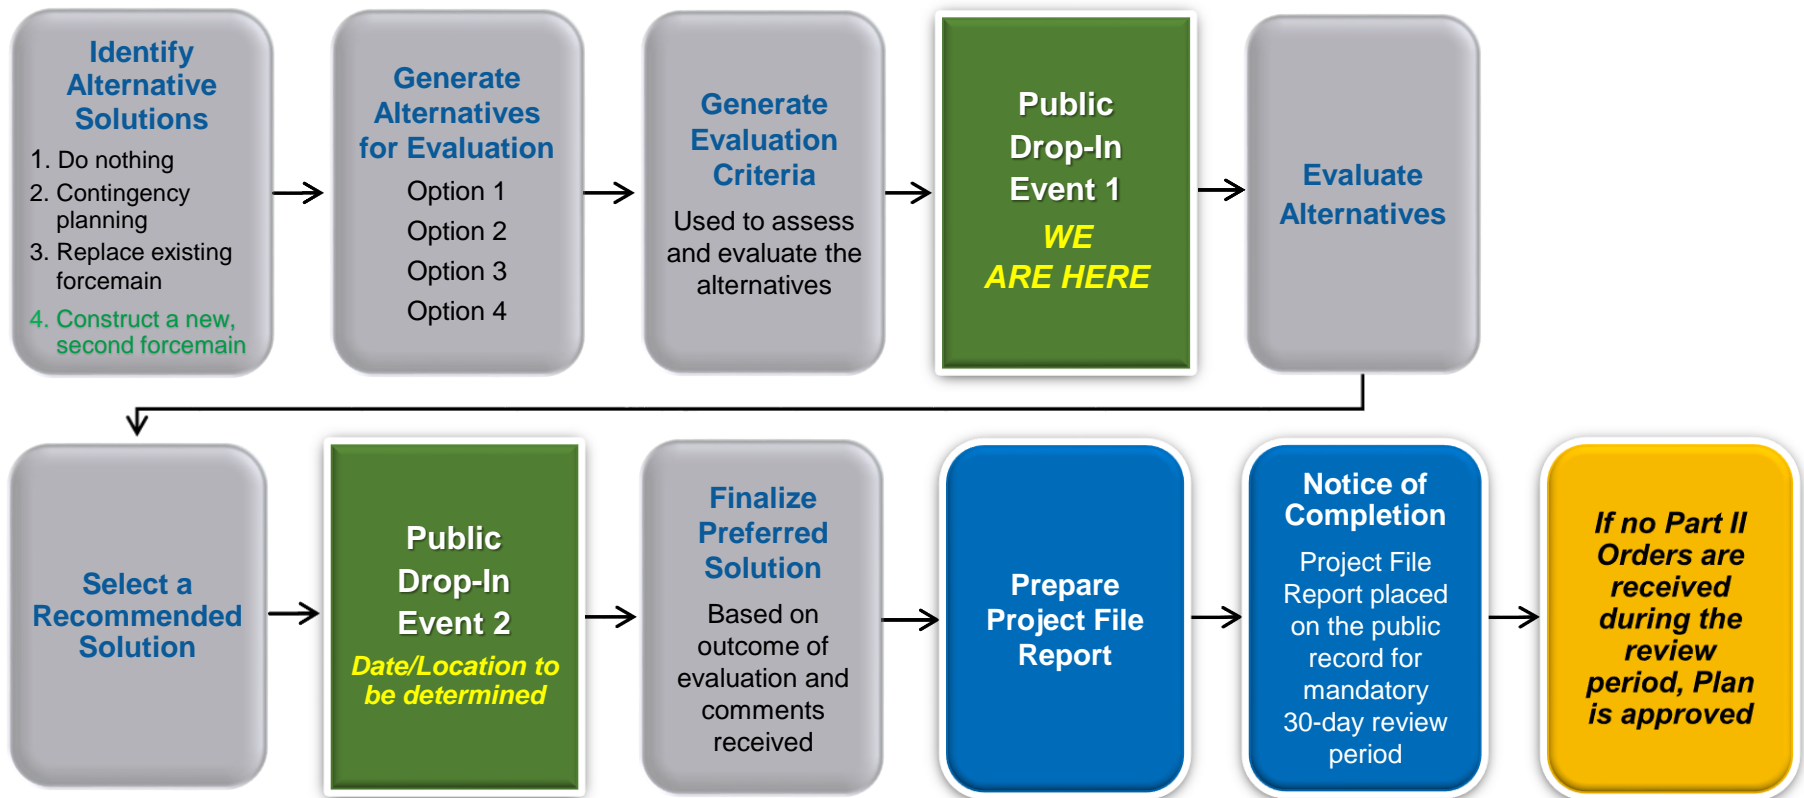 Identify
Alternative
Solutions
1. Do nothing
2. Contingency
planning
3. Replace existing
forcemain
4. Construct a new,
second forcemain
Generate
Alternatives
for Evaluation
Option 1
Option 2
Option 3
Option 4
Generate
Evaluation
Criteria
Used to assess
and evaluate the
alternatives
Public
Drop-In
Event 1
WE
ARE HERE
Evaluate
Alternatives
Select a
Recommended
Solution
Public
Drop-In
Event 2
Date/Location to
be determined
Finalize
Preferred
Solution
Based on
outcome of
evaluation and
comments
received
Prepare
Project File
Report
Notice of
Completion
Project File
Report placed
on the public
record for
mandatory
30-day review
period
If no Part II
Orders are
received
during the
review
period, Plan
is approved